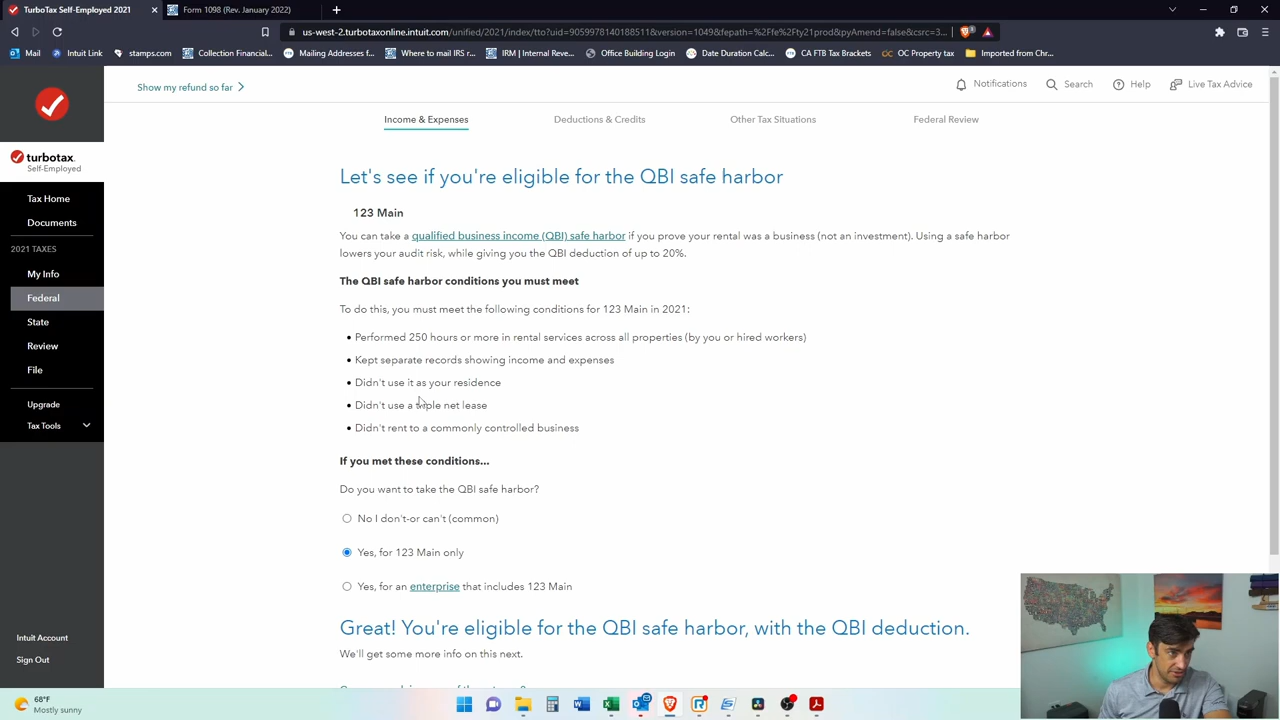 TurboTax Self-Employed 2021
Form 1098 (Rev. January 2022)
us-west-2.turbotaxonline.intuit.com/unified/2021/index/tto?uid=9059978140188511&version=1049&fepath=%2Ffe%2Fty21prod&pyAmend=false&csrc=3...
Mail
Intuit Link
stamps.com
Collection Financial...
Mailing Addresses f...
Where to mail IRS r...
IRM | Internal Reve...
Office Building Login
Date Duration Calc...
CA FTB Tax Brackets
OC Property tax
Imported from Chr...
Show my refund so far
Notifications
Search
Help
Live Tax Advice
Income & Expenses
Deductions & Credits
Other Tax Situations
Federal Review
turbotax.
Self-Employed
Tax Home
Documents
2021 TAXES
My Info
Federal
State
Review
File
Upgrade
Tax Tools
Intuit Account
Sign Out
Let's see if you're eligible for the QBI safe harbor
123 Main
You can take a qualified business income (QBI) safe harbor if you prove your rental was a business (not an investment). Using a safe harbor
lowers your audit risk, while giving you the QBI deduction of up to 20%.
The QBI safe harbor conditions you must meet
To do this, you must meet the following conditions for 123 Main in 2021:
• Performed 250 hours or more in rental services across all properties (by you or hired workers)
• Kept separate records showing income and expenses
• Didn't use it as your residence
• Didn't use a triple net lease
• Didn't rent to a commonly controlled business
If you met these conditions...
Do you want to take the QBI safe harbor?
No I don't-or can't (common)
Yes, for 123 Main only
Yes, for an enterprise that includes 123 Main
Great! You're eligible for the QBI safe harbor, with the QBI deduction.
We'll get some more info on this next.
68°F
Mostly sunny